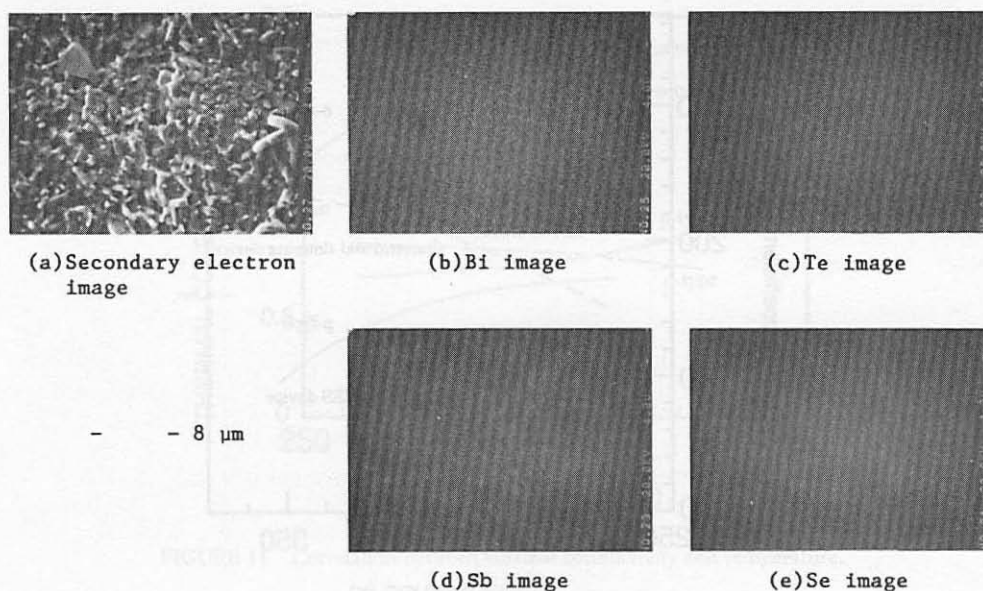 (a)Secondary electron
image
(b)Bi image
(c)Te image
- - 8 µm
(d)Sb image
(e)Se image